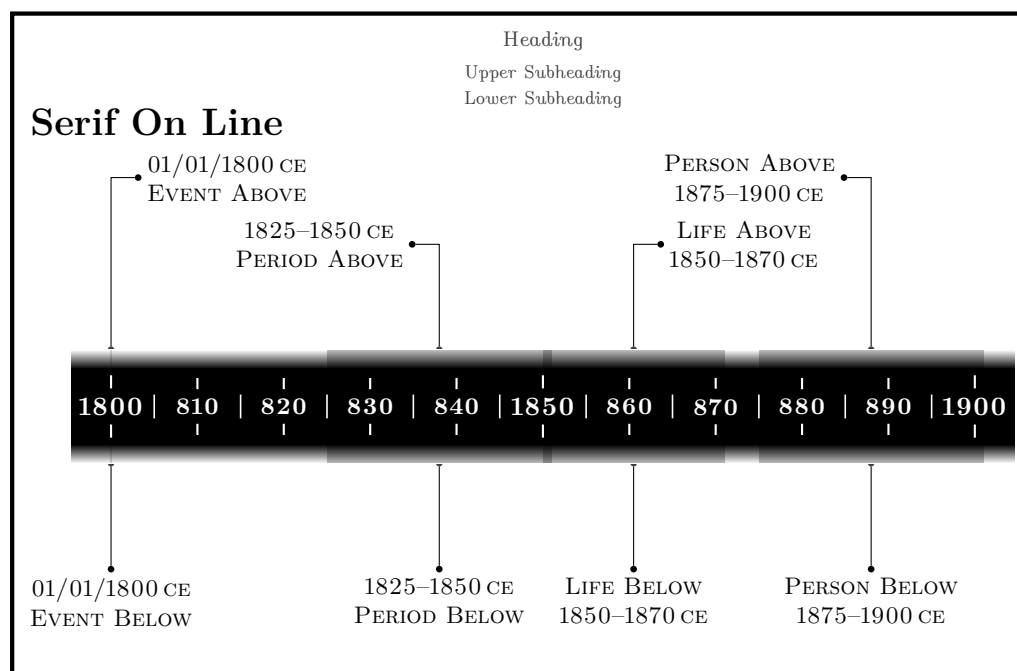 Heading
Upper Subheading
Lower Subheading
Serif On Line
01/01/1800 CE
EVENT ABOVE
PERSON ABOVE
1875–1900 CE
1825–1850 CE
PERIOD ABOVE
LIFE ABOVE
1850–1870 CE
1800 | 810 | 820 | 830 | 840 | 1850 | 860 | 870 | 880 | 890 | 1900
01/01/1800 CE
EVENT BELOW
1825–1850 CE
PERIOD BELOW
LIFE BELOW
1850–1870 CE
PERSON BELOW
1875–1900 CE